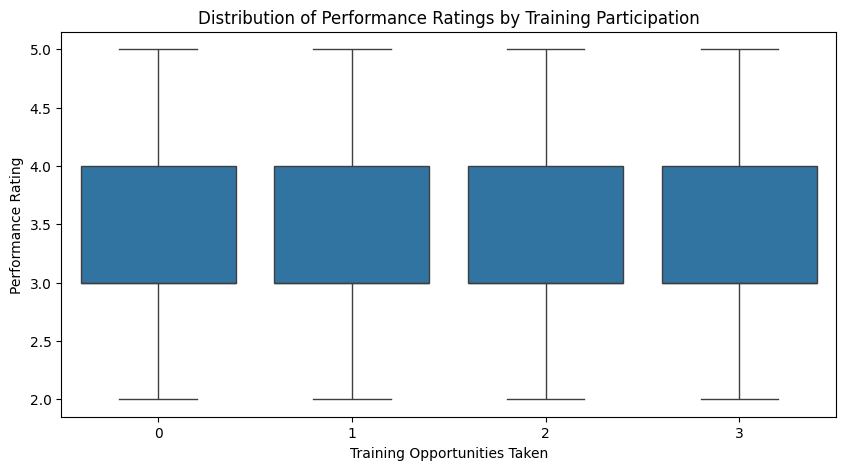 Distribution of Performance Ratings by Training Participation
5.0
4.5
4.0
3.5
3.0
2.5
2.0
Performance Rating
0 1 2 3
Training Opportunities Taken